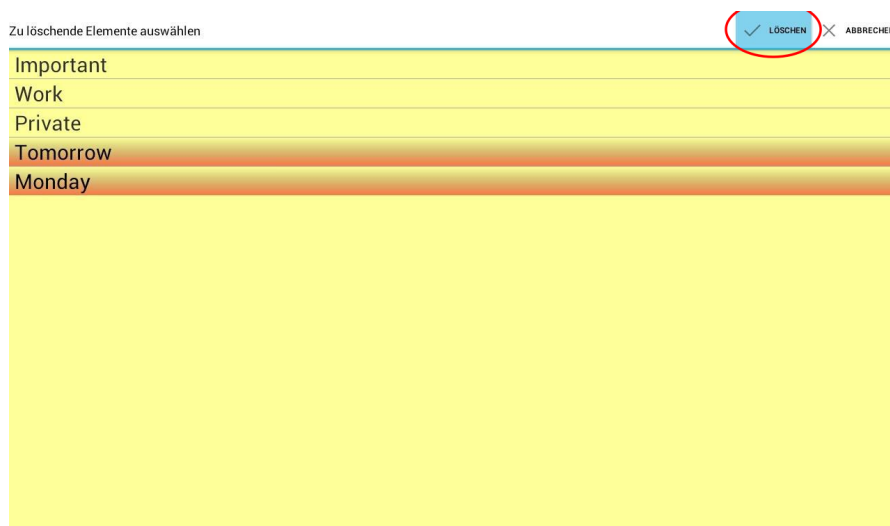 Zu löschende Elemente auswählen
LÖSCHEN
ABBRECHEN
Important
Work
Private
Tomorrow
Monday